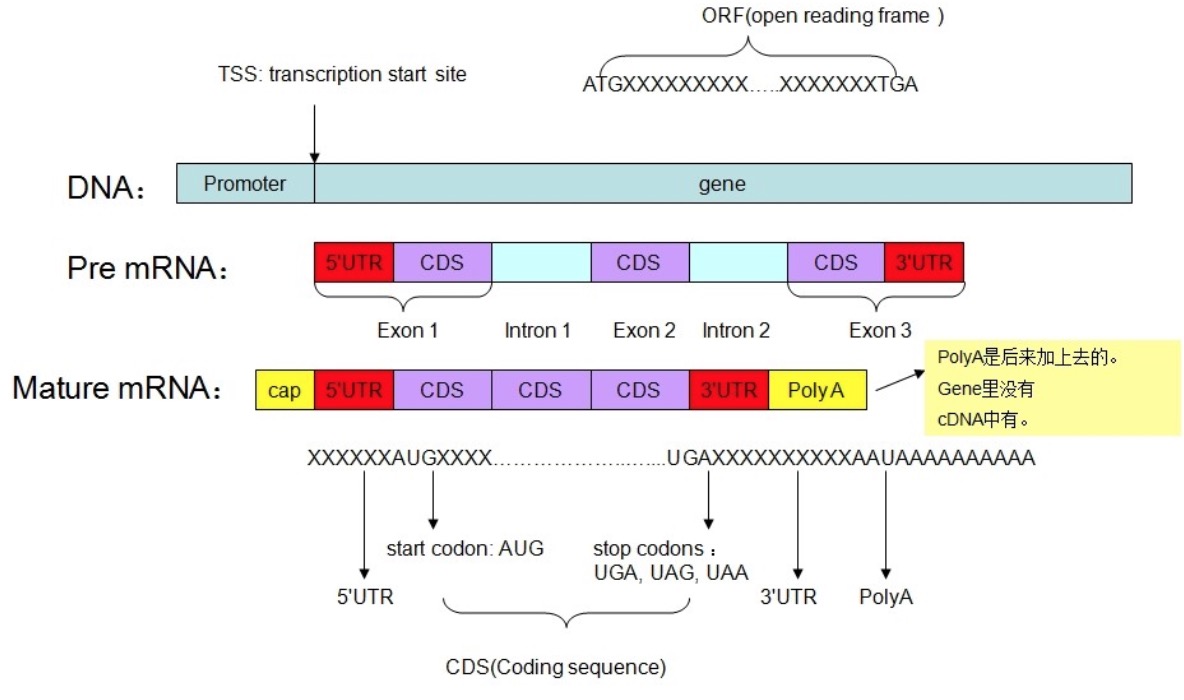 ORF(open reading frame )
TSS: transcription start site
ATGXXXXXXXXX.....XXXXXXXTGA
DNA：
Promoter
gene
Pre mRNA：
5'UTR CDS CDS CDS 3'UTR
Exon 1 Intron 1 Exon 2 Intron 2 Exon 3
Mature mRNA：
cap 5'UTR CDS CDS CDS 3'UTR PolyA
PolyA是后来加上去的。
Gene里没有
cDNA中有。
XXXXXXAUGXXXX........................UGAXXXXXXXXXXAAUAAAAAAAAAA
start codon: AUG
stop codons：
UGA, UAG, UAA
5'UTR
3'UTR
PolyA
CDS(Coding sequence)